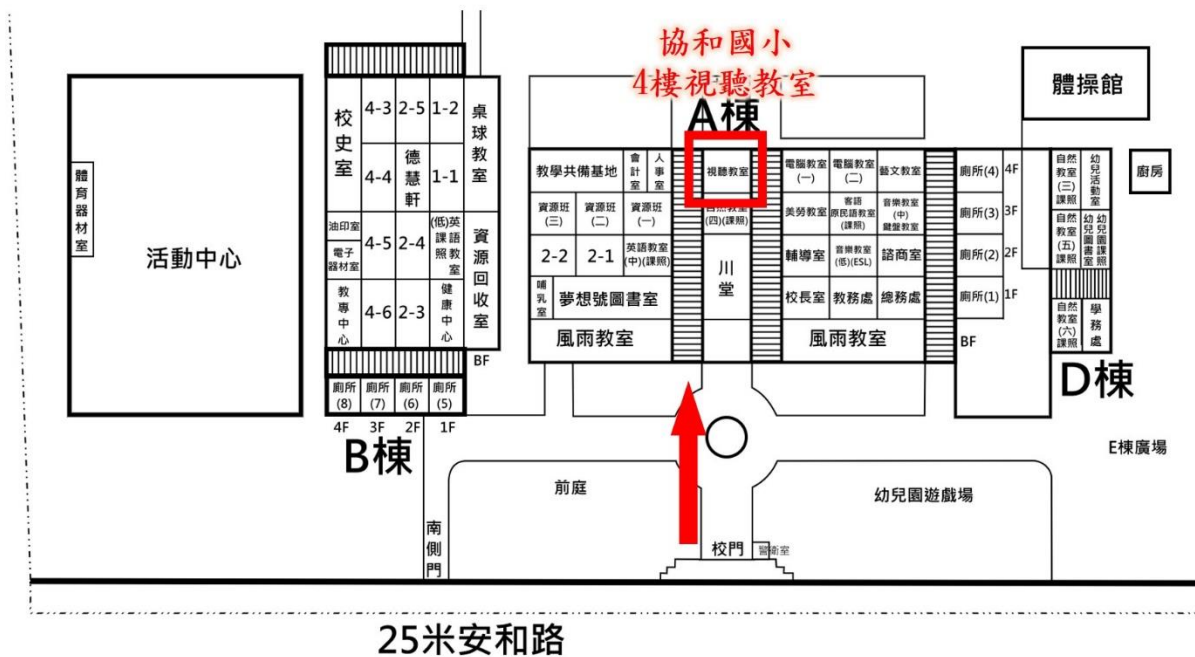 協和國小
4樓視聽教室
A棟
體操館
廚房
活動中心
體育器材室
校史室
4-3
2-5
1-2
桌球教室
4-4
德慧軒
1-1
油印室
電子器材室
4-5
2-4
(低)英語教室課照
資源回收室
教專中心
4-6
2-3
健康中心
BF
廁所(8)
廁所(7)
廁所(6)
廁所(5)
4F
3F
2F
1F
B棟
教學共備基地
會計室
人事室
視聽教室
電腦教室(一)
電腦教室(二)
藝文教室
廁所(4)
4F
資源班(三)
資源班(二)
資源班(一)
自然教室(四)(課照)
美勞教室
客語原民語教室(課照)
音樂教室(中)鍵盤教室
廁所(3)
3F
2-2
2-1
英語教室(中)(課照)
川堂
輔導室
音樂教室(低)(ESL)
諮商室
廁所(2)
2F
哺乳室
夢想號圖書室
校長室
教務處
總務處
廁所(1)
1F
風雨教室
風雨教室
BF
自然教室(三)課照
幼兒活動室
自然教室(五)課照
幼兒園課照
幼兒圖書室
自然教室(六)課照
學務處
D棟
E棟廣場
前庭
幼兒園遊戲場
南側門
校門
警衛室
25米安和路